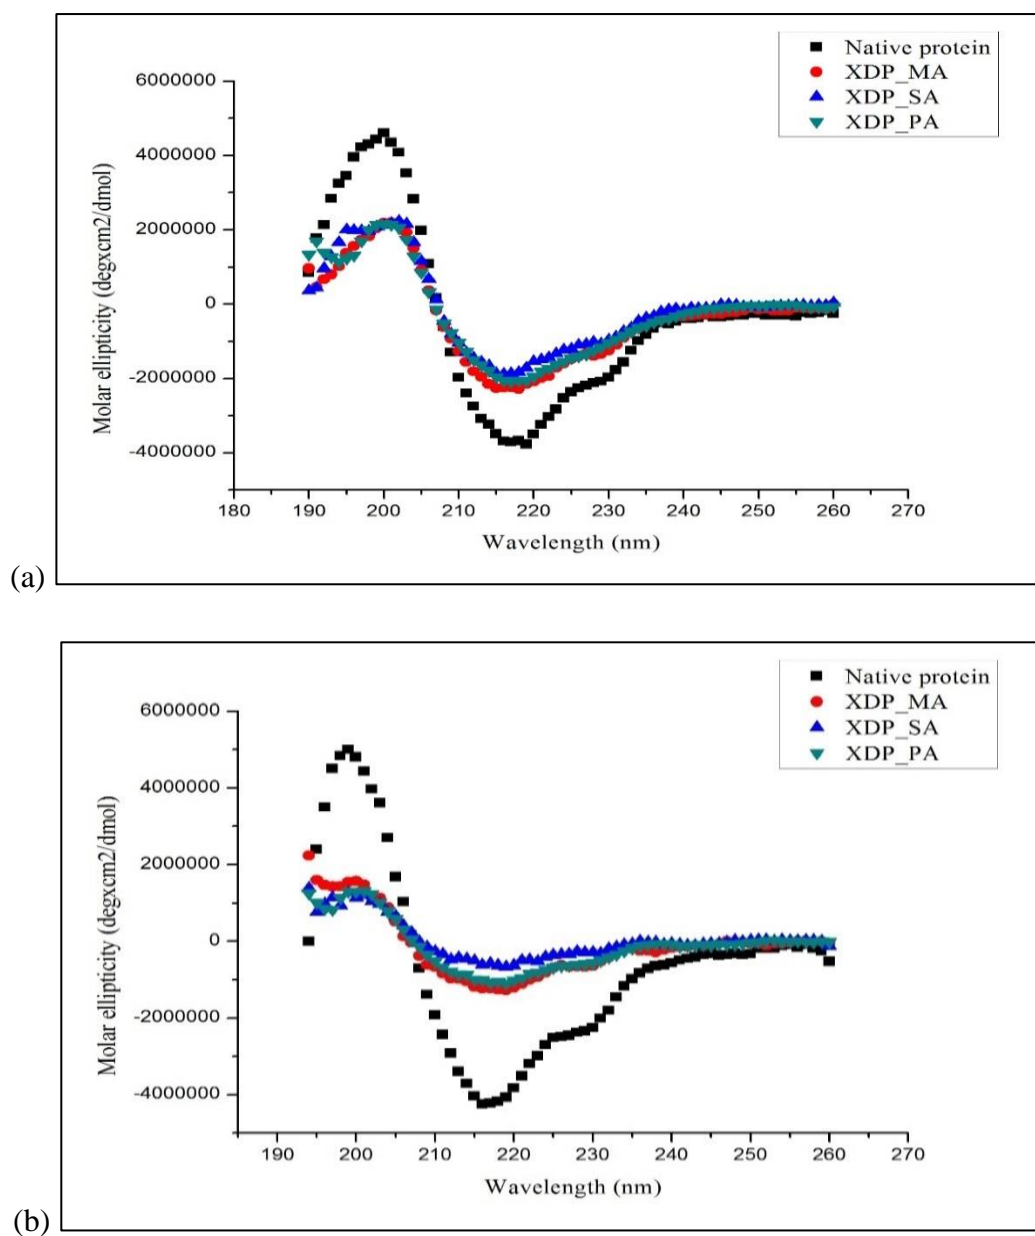 Native protein
XDP_MA
XDP_SA
XDP_PA
6000000
4000000
2000000
0
-2000000
-4000000
Molar ellipticity (degxcm2/dmol)
180 190 200 210 220 230 240 250 260 270
Wavelength (nm)
(a)
Native protein
XDP_MA
XDP_SA
XDP_PA
6000000
4000000
2000000
0
-2000000
-4000000
Molar ellipticity (degxcm2/dmol)
190 200 210 220 230 240 250 260 270
Wavelength (nm)
(b)